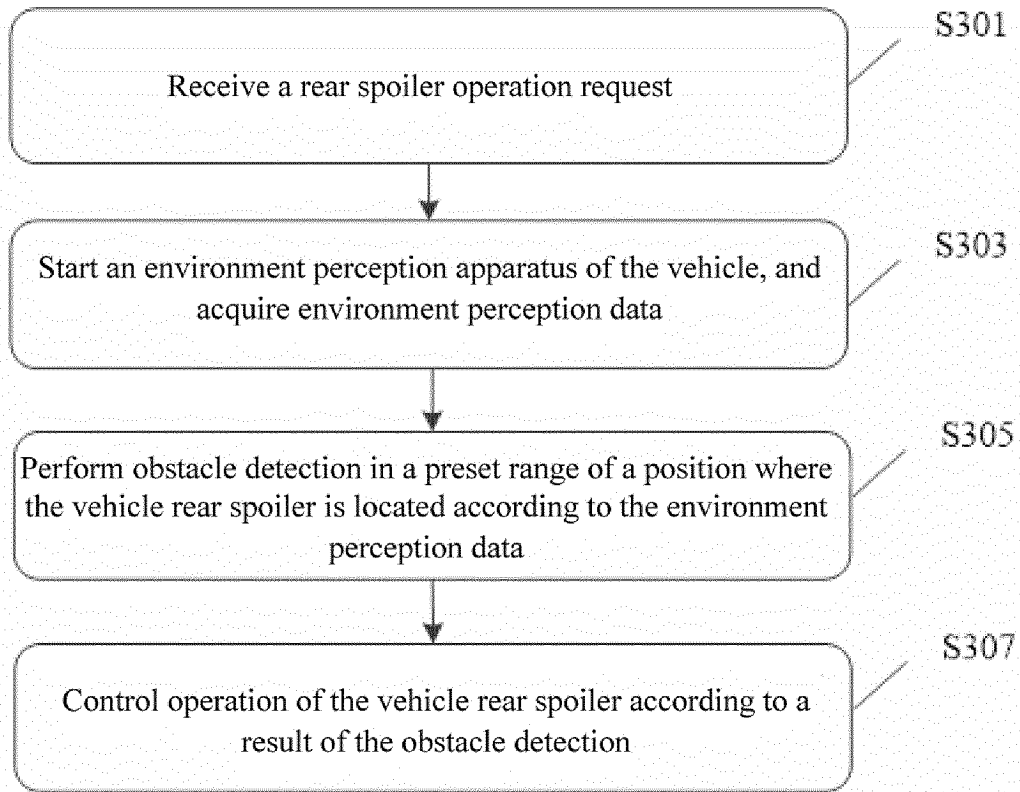 S301
Receive a rear spoiler operation request
S303
Start an environment perception apparatus of the vehicle, and
acquire environment perception data
S305
Perform obstacle detection in a preset range of a position where
the vehicle rear spoiler is located according to the environment
perception data
S307
Control operation of the vehicle rear spoiler according to a
result of the obstacle detection